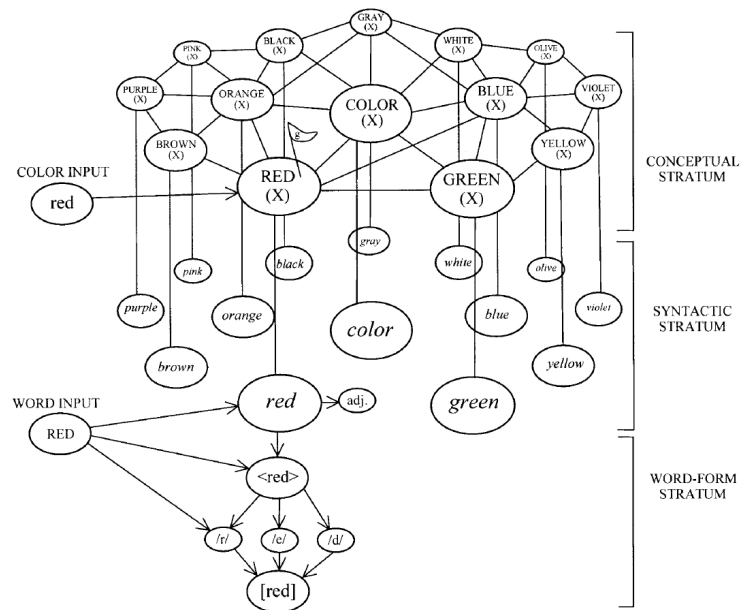 GRAY
(X)
BLACK
(X)
WHITE
(X)
PINK
(X)
OLIVE
(X)
PURPLE
(X)
ORANGE
(X)
COLOR
(X)
BLUE
(X)
VIOLET
(X)
BROWN
(X)
g
YELLOW
(X)
CONCEPTUAL
STRATUM
COLOR INPUT
red
RED
(X)
GREEN
(X)
gray
pink
black
white
olive
purple
orange
color
blue
violet
SYNTACTIC
STRATUM
brown
yellow
WORD INPUT
RED
red
adj.
green
<red>
WORD-FORM
STRATUM
/r/
/e/
/d/
[red]